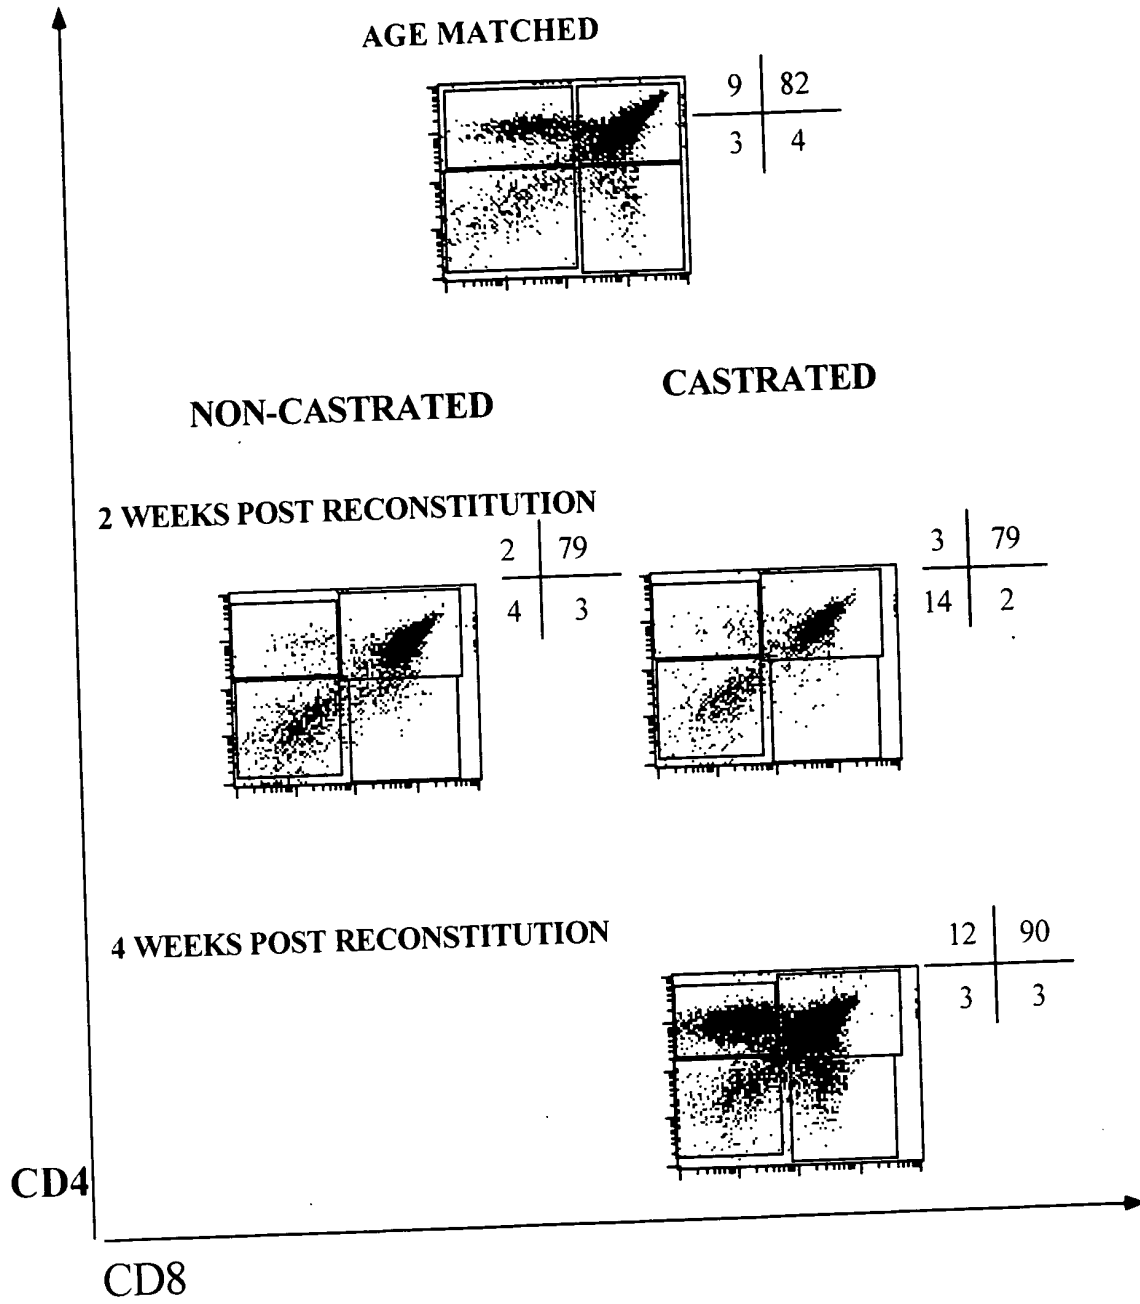 AGE MATCHED
9 82
3 4
NON-CASTRATED CASTRATED
2 WEEKS POST RECONSTITUTION
2 79
4 3
3 79
14 2
4 WEEKS POST RECONSTITUTION
12 90
3 3
CD4
CD8